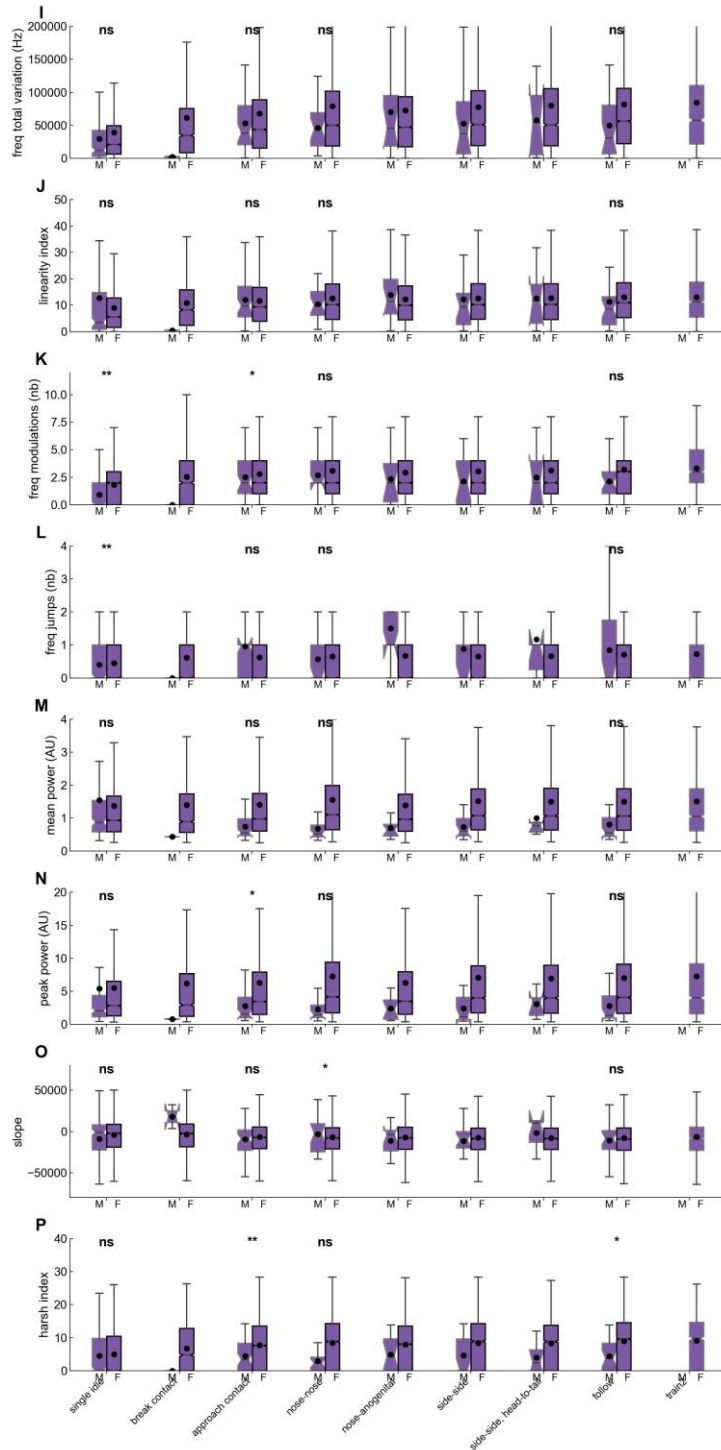 I
ns ns ns ns
freq total variation (Hz)
200000
150000
100000
50000
0
M F M F M F M F M F M F M F M F M F
J
ns ns ns ns
linearity index
50
40
30
20
10
0
M F M F M F M F M F M F M F M F M F
K
** * ns ns
freq modulations (nb)
10.0
7.5
5.0
2.5
0.0
M F M F M F M F M F M F M F M F M F
L
** ns ns ns
freq jumps (nb)
4
3
2
1
0
M F M F M F M F M F M F M F M F M F
M
ns ns ns ns
mean power (AU)
4
3
2
1
0
M F M F M F M F M F M F M F M F M F
N
ns * ns ns
peak power (AU)
20
15
10
5
0
M F M F M F M F M F M F M F M F M F
O
ns ns * ns
slope
50000
0
−50000
M F M F M F M F M F M F M F M F M F
P
ns ** ns *
harsh index
40
30
20
10
0
M F M F M F M F M F M F M F M F M F
single idle
break contact
approach contact
nose-nose
nose-anogenital
side-side
side-side, head-to-tail
follow
train2